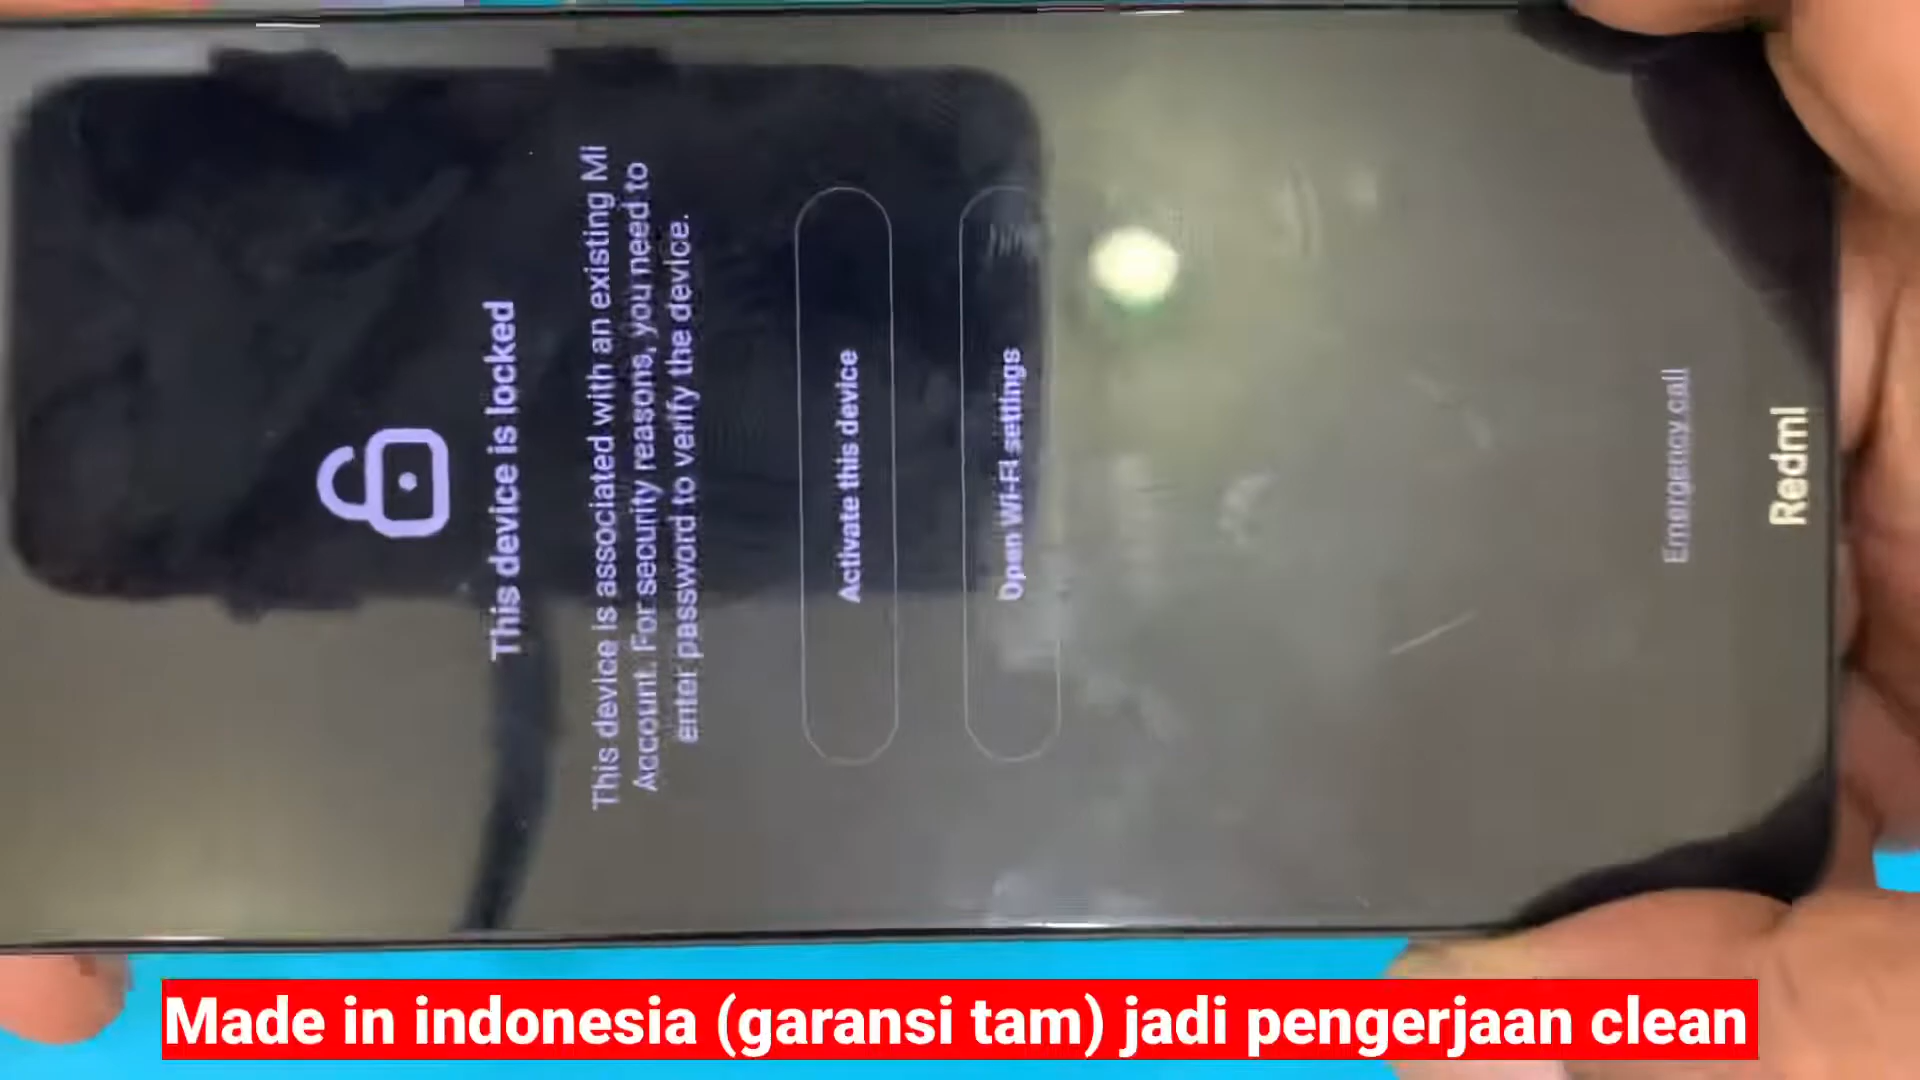 This device is locked
This device is associated with an existing Mi
Account. For security reasons, you need to
enter password to verify the device.
Activate this device
Open Wi-Fi settings
Emergency call
Redmi
Made in indonesia (garansi tam) jadi pengerjaan clean